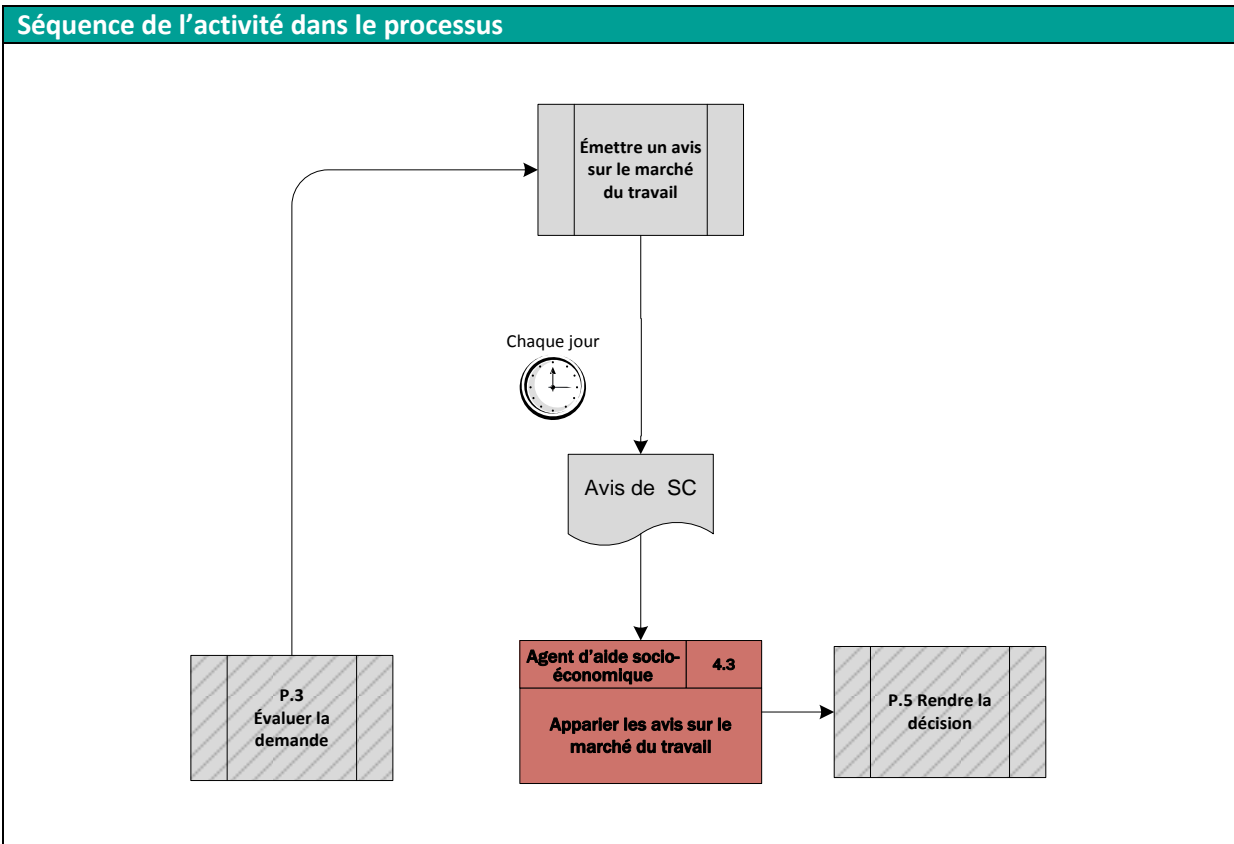 Séquence de l’activité dans le processus
Émettre un avis
sur le marché
du travail
Chaque jour
Avis de SC
Agent d’aide socio-
économique
4.3
Apparier les avis sur le
marché du travail
P.3
Évaluer la
demande
P.5 Rendre la
décision